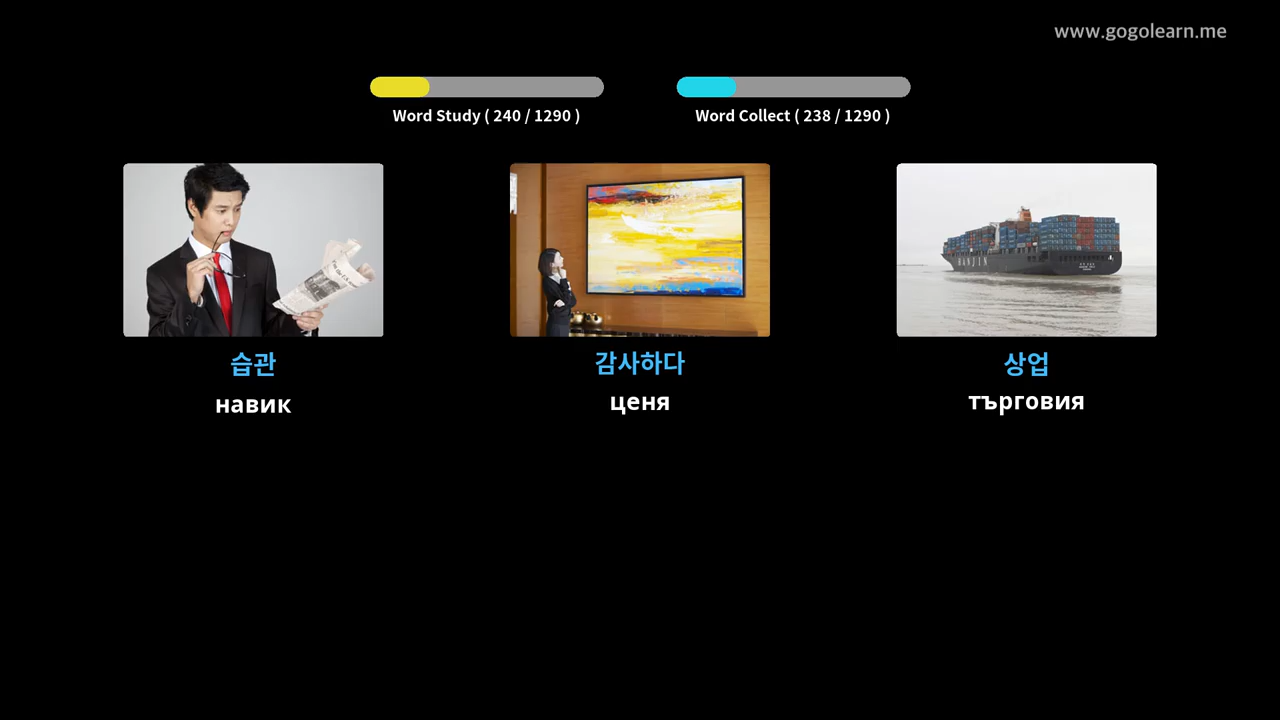 www.gogolearn.me
Word Study ( 240 / 1290 )
Word Collect ( 238 / 1290 )
습관
감사하다
상업
навик
ценя
търговия